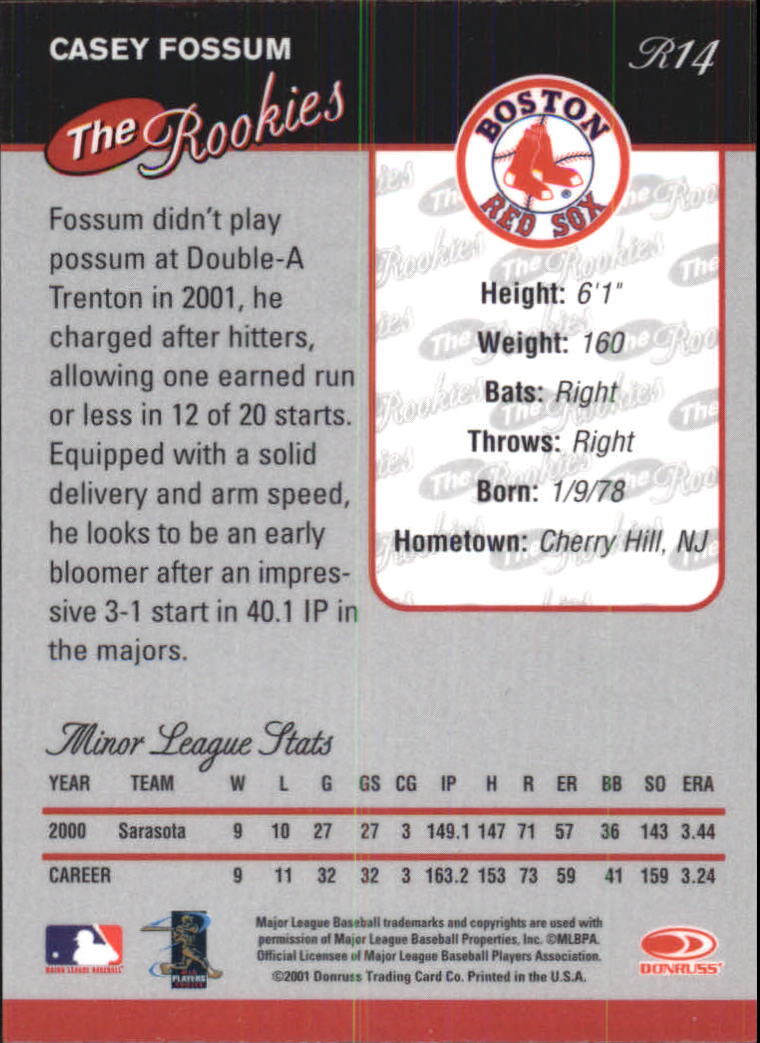 CASEY FOSSUM
R14
The Rookies
BOSTON
RED SOX
®
Fossum didn't play
possum at Double-A
Trenton in 2001, he
charged after hitters,
allowing one earned run
or less in 12 of 20 starts.
Equipped with a solid
delivery and arm speed,
he looks to be an early
bloomer after an impres-
sive 3-1 start in 40.1 IP in
the majors.
Height: 6'1"
Weight: 160
Bats: Right
Throws: Right
Born: 1/9/78
Hometown: Cherry Hill, NJ
Minor League Stats
YEAR TEAM W L G GS CG IP H R ER BB SO ERA
2000 Sarasota 9 10 27 27 3 149.1 147 71 57 36 143 3.44
CAREER 9 11 32 32 3 163.2 153 73 59 41 159 3.24
MAJOR LEAGUE BASEBALL
PLAYERS
Major League Baseball trademarks and copyrights are used with
permission of Major League Baseball Properties, Inc. ©MLBPA.
Official Licensee of Major League Baseball Players Association.
©2001 Donruss Trading Card Co. Printed in the U.S.A.
DONRUSS